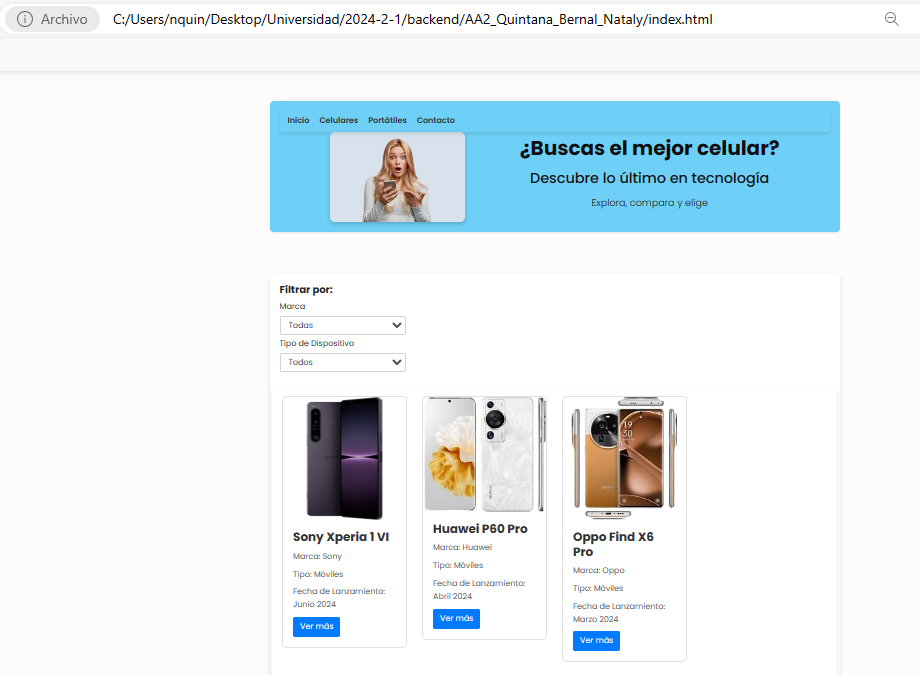 Archivo
C:/Users/nquin/Desktop/Universidad/2024-2-1/backend/AA2_Quintana_Bernal_Nataly/index.html
Inicio Celulares Portátiles Contacto
¿Buscas el mejor celular?
Descubre lo último en tecnología
Explora, compara y elige
Filtrar por:
Marca
Todas
Tipo de Dispositivo
Todos
Sony Xperia 1 VI
Marca: Sony
Tipo: Móviles
Fecha de Lanzamiento:
Junio 2024
Ver más
Huawei P60 Pro
Marca: Huawei
Tipo: Móviles
Fecha de Lanzamiento:
Abril 2024
Ver más
19
30
Oppo Find X6
Pro
Marca: Oppo
Tipo: Móviles
Fecha de Lanzamiento:
Marzo 2024
Ver más